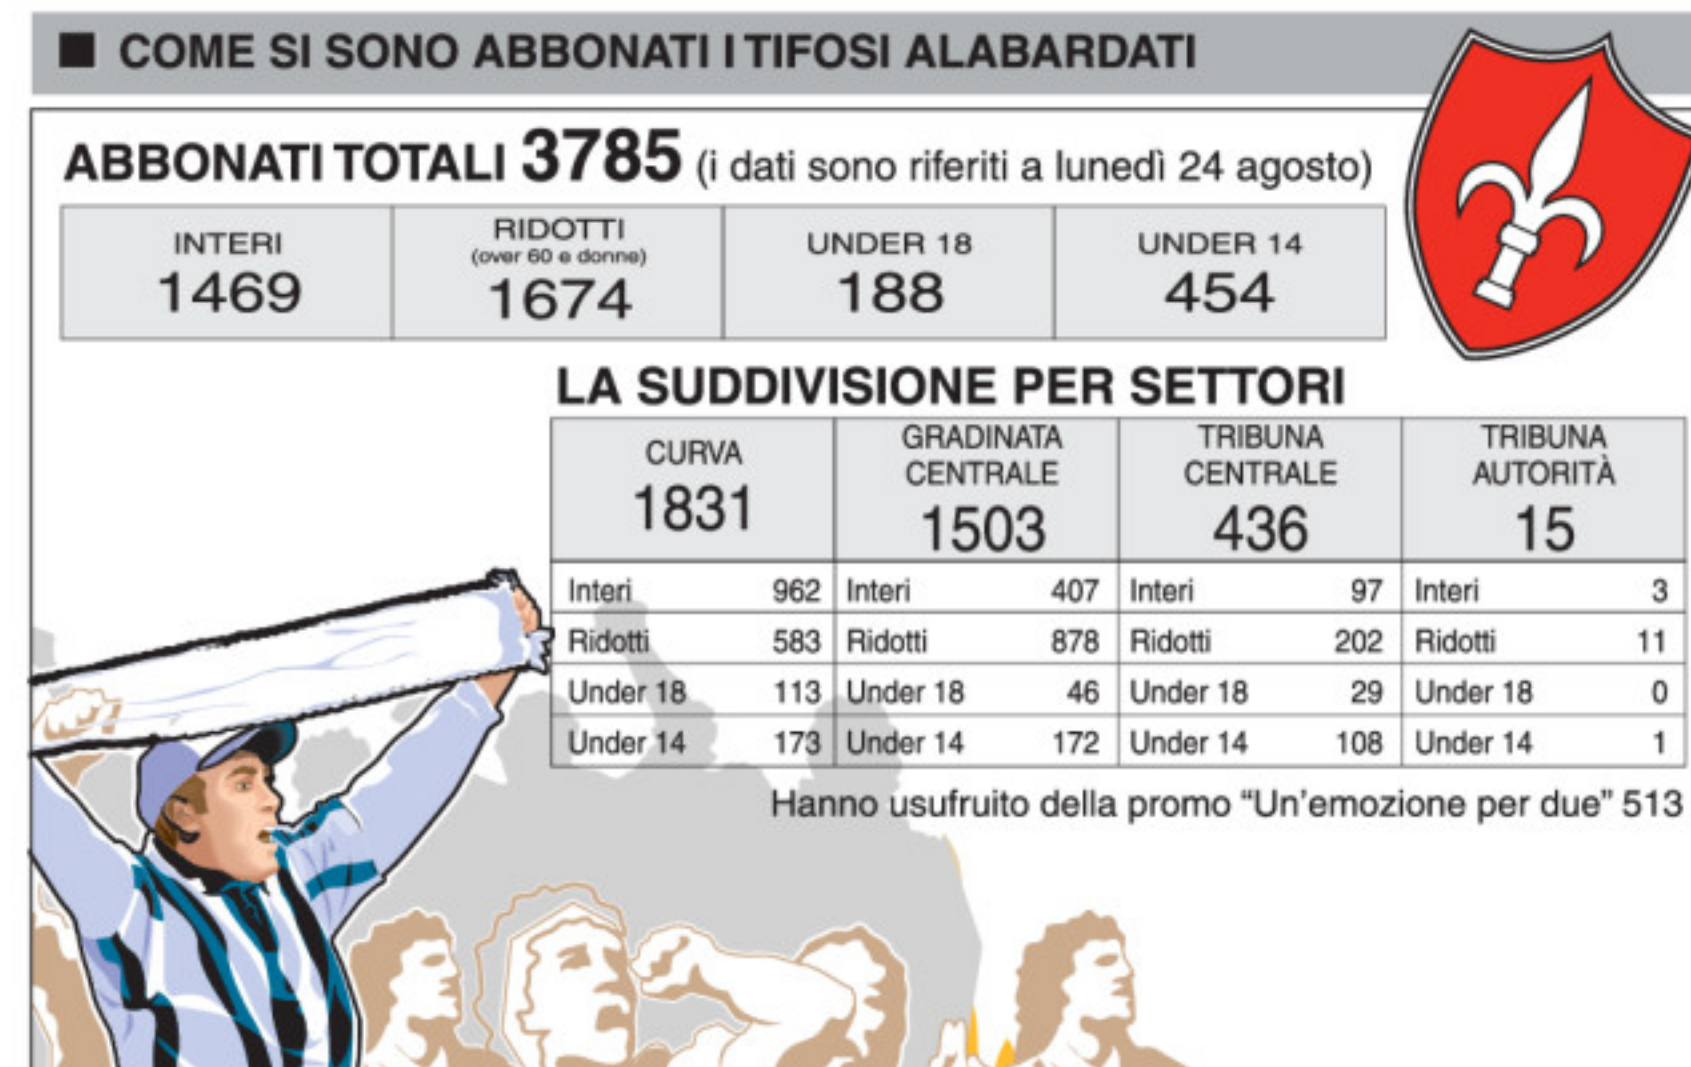 COME SI SONO ABBONATI I TIFOSI ALABARDATI
ABBONATI TOTALI 3785 (i dati sono riferiti a lunedì 24 agosto)
INTERI
1469
RIDOTTI
(over 60 e donne)
1674
UNDER 18
188
UNDER 14
454
LA SUDDIVISIONE PER SETTORI
CURVA
1831
GRADINATA
CENTRALE
1503
TRIBUNA
CENTRALE
436
TRIBUNA
AUTORITÀ
15
Interi 962 Interi 407 Interi 97 Interi 3
Ridotti 583 Ridotti 878 Ridotti 202 Ridotti 11
Under 18 113 Under 18 46 Under 18 29 Under 18 0
Under 14 173 Under 14 172 Under 14 108 Under 14 1
Hanno usufruito della promo “Un’emozione per due” 513